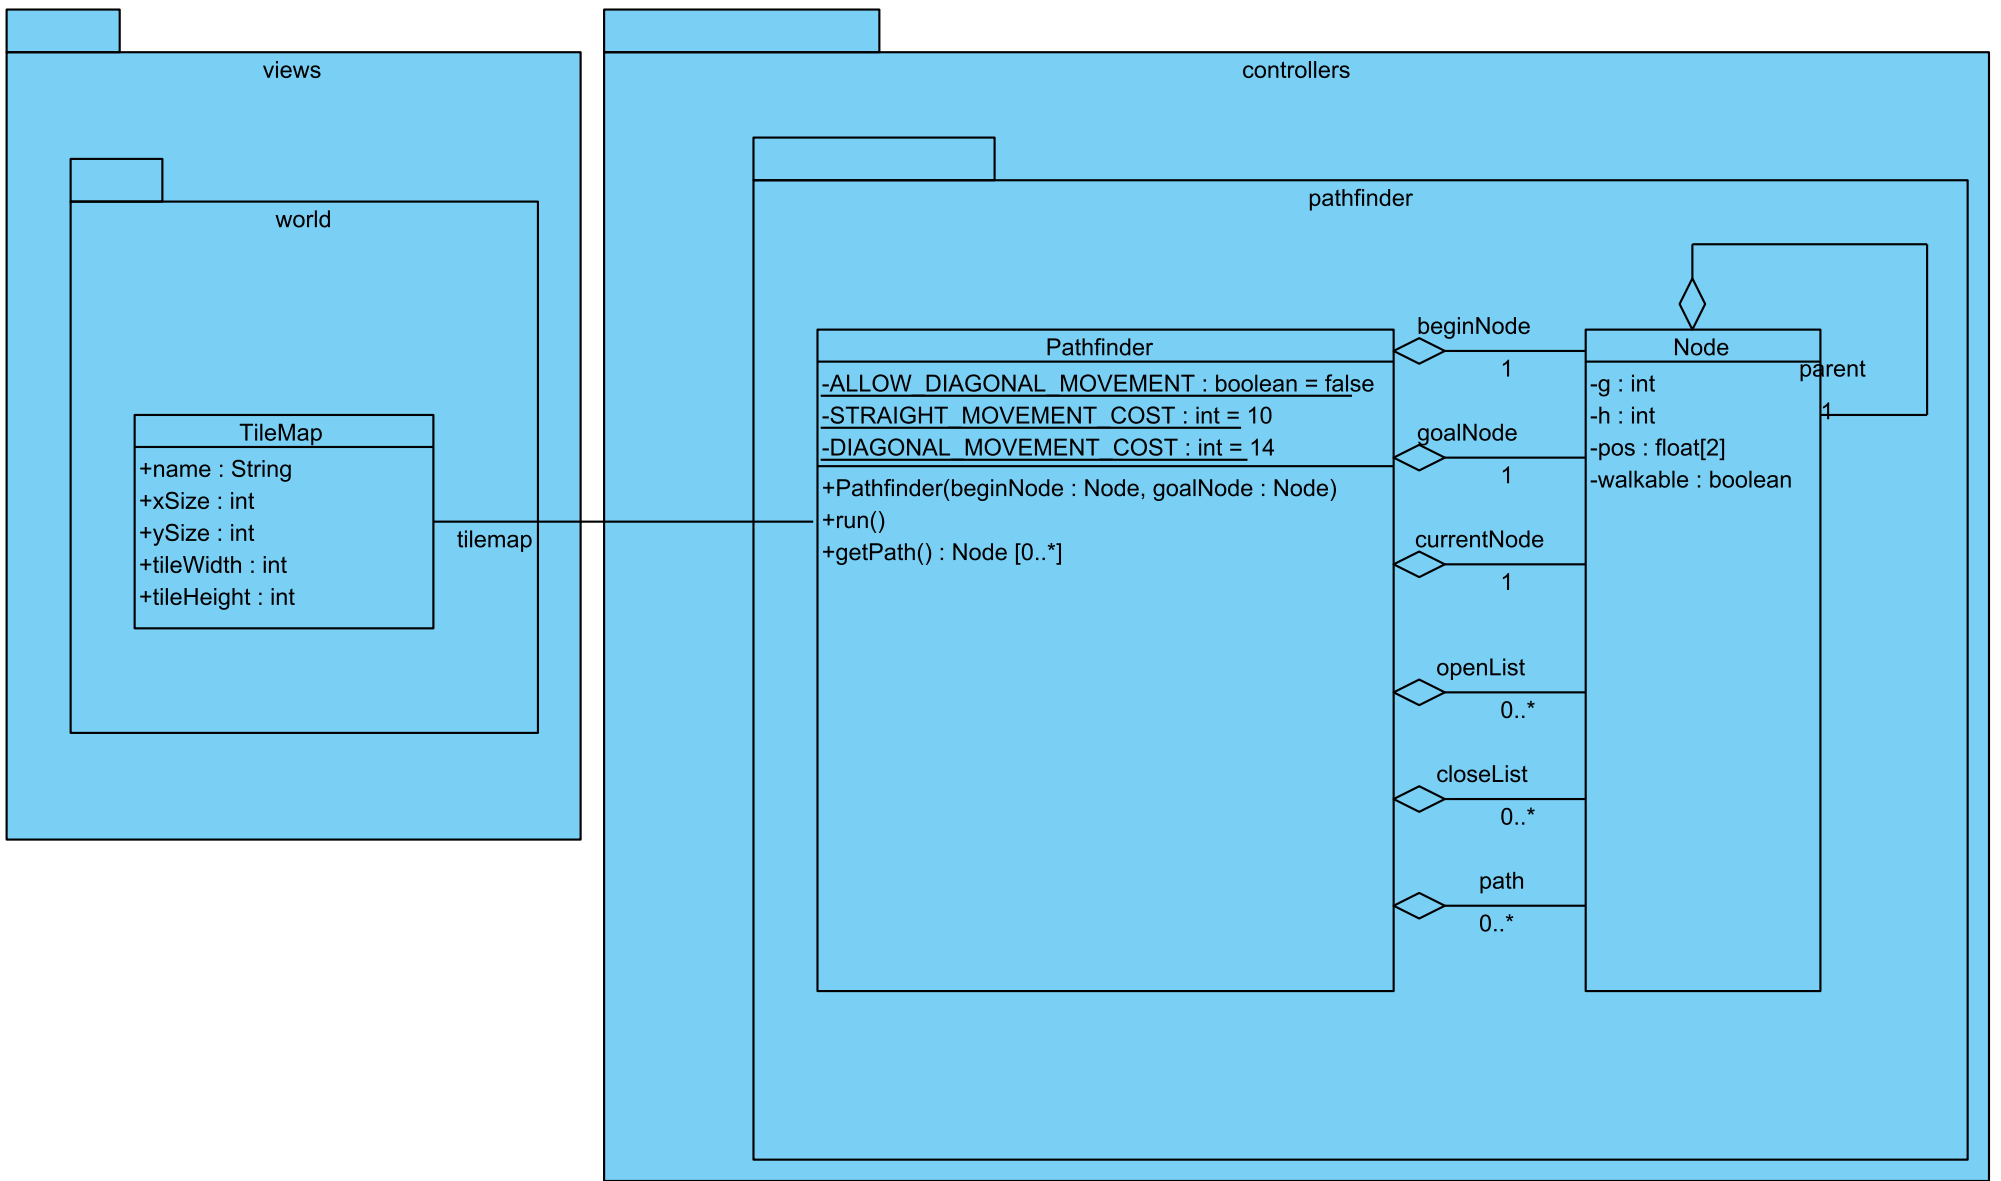 views
world
TileMap
+name : String
+xSize : int
+ySize : int
+tileWidth : int
+tileHeight : int
tilemap
controllers
pathfinder
Pathfinder
-ALLOW_DIAGONAL_MOVEMENT : boolean = false
-STRAIGHT_MOVEMENT_COST : int = 10
-DIAGONAL_MOVEMENT_COST : int = 14
+Pathfinder(beginNode : Node, goalNode : Node)
+run()
+getPath() : Node [0..*]
beginNode
1
goalNode
1
currentNode
1
openList
0..*
closeList
0..*
path
0..*
Node
-g : int
-h : int
-pos : float[2]
-walkable : boolean
parent
1